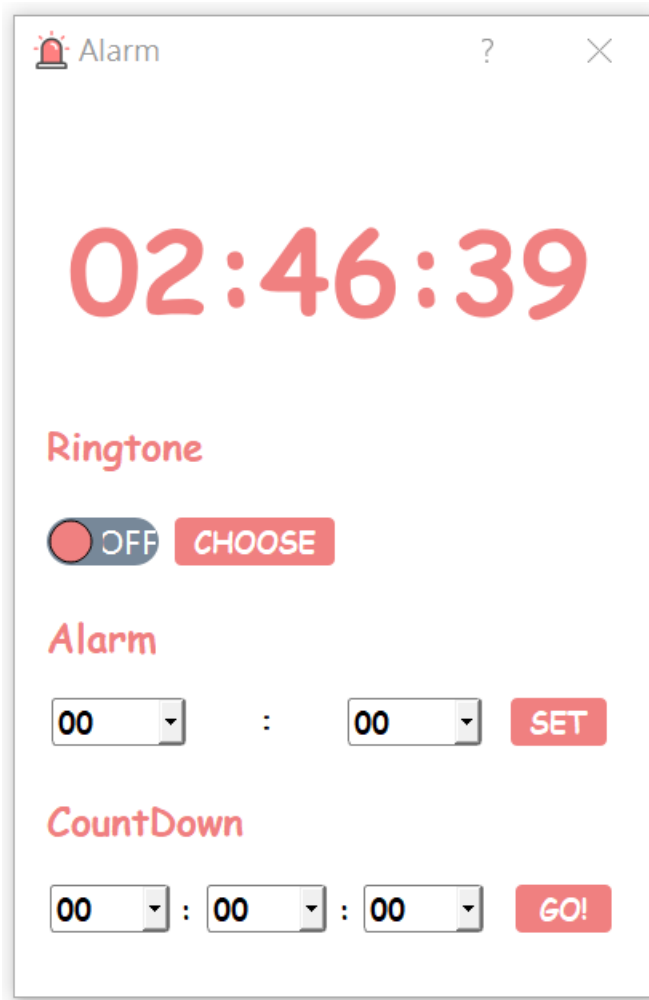 Alarm ?
02:46:39
Ringtone
OFF CHOOSE
Alarm
00 : 00 SET
CountDown
00 : 00 : 00 GO!